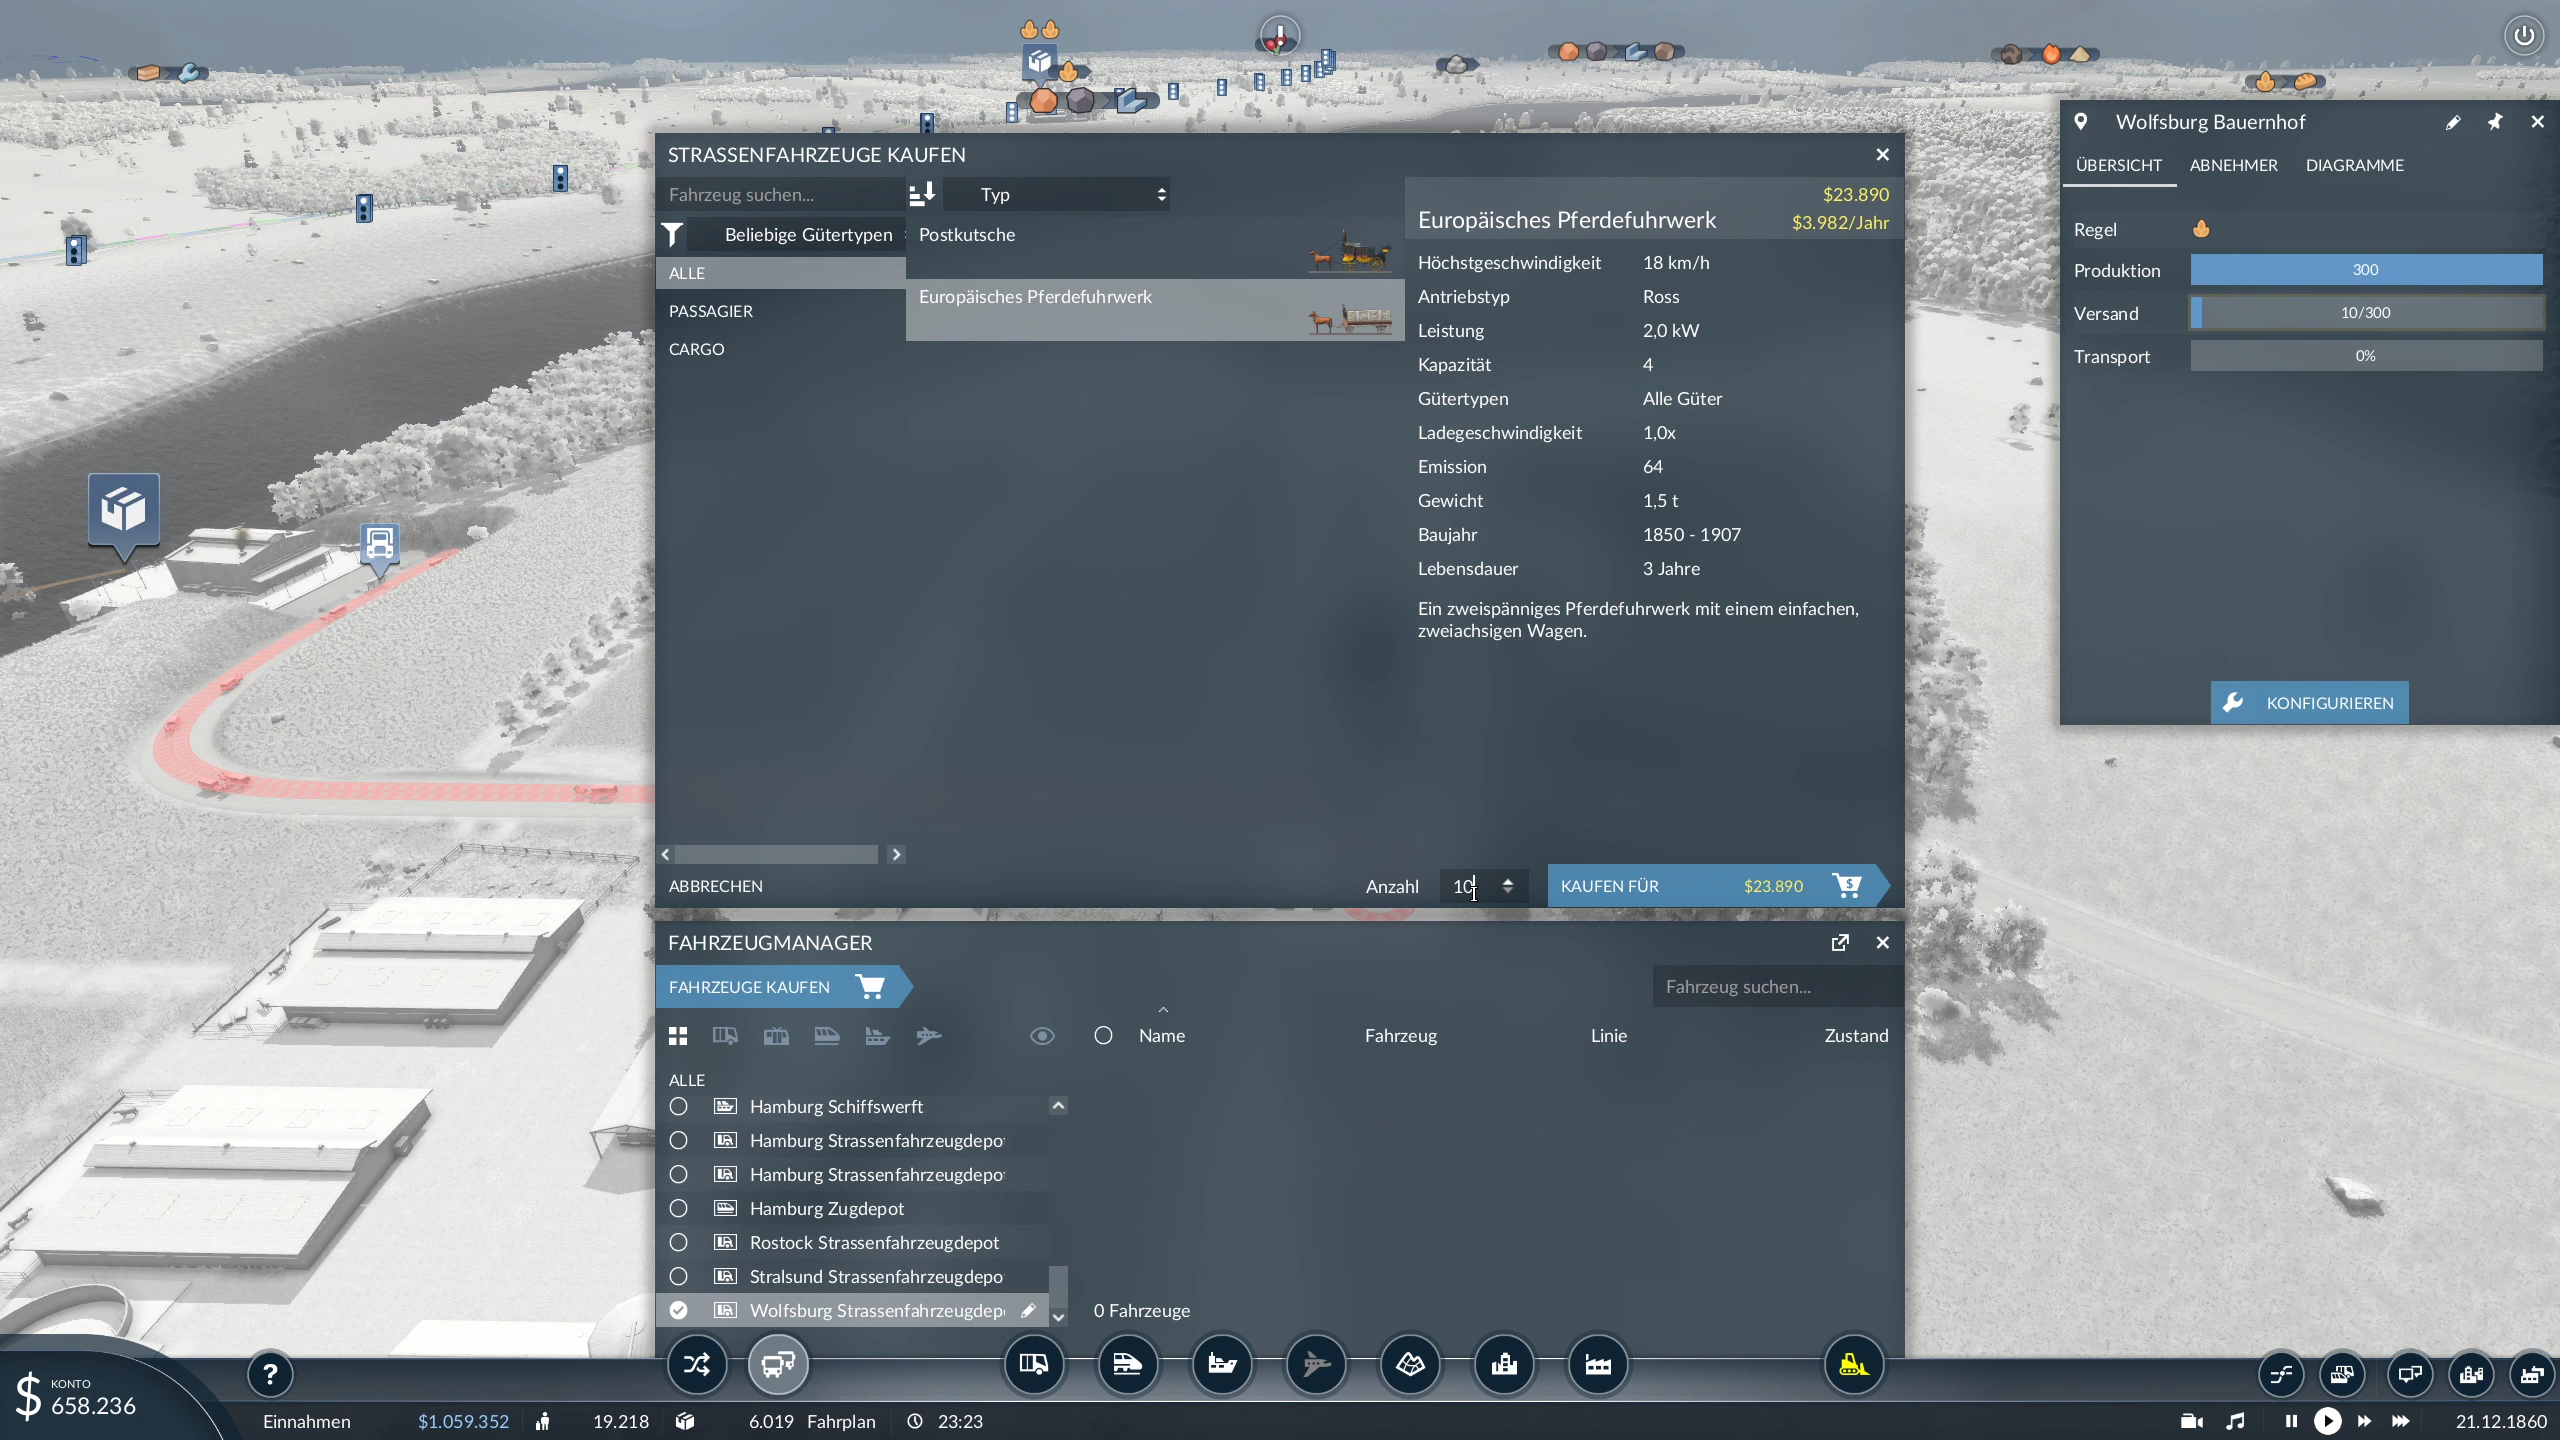 STRASSENFAHRZEUGE KAUFEN
Fahrzeug suchen...
Typ
Beliebige Gütertypen
ALLE
PASSAGIER
CARGO
Postkutsche
Europäisches Pferdefuhrwerk
$23.890
Europäisches Pferdefuhrwerk
$3.982/Jahr
Höchstgeschwindigkeit 18 km/h
Antriebstyp Ross
Leistung 2,0 kW
Kapazität 4
Gütertypen Alle Güter
Ladegeschwindigkeit 1,0x
Emission 64
Gewicht 1,5 t
Baujahr 1850 - 1907
Lebensdauer 3 Jahre
Ein zweispänniges Pferdefuhrwerk mit einem einfachen,
zweiachsigen Wagen.
ABBRECHEN
Anzahl 10
KAUFEN FÜR $23.890
Wolfsburg Bauernhof
ÜBERSICHT ABNEHMER DIAGRAMME
Regel
Produktion 300
Versand 10/300
Transport 0%
KONFIGURIEREN
FAHRZEUGMANAGER
FAHRZEUGE KAUFEN
Fahrzeug suchen...
Name Fahrzeug Linie Zustand
ALLE
Hamburg Schiffswerft
Hamburg Strassenfahrzeugdepot
Hamburg Strassenfahrzeugdepot
Hamburg Zugdepot
Rostock Strassenfahrzeugdepot
Stralsund Strassenfahrzeugdepo
Wolfsburg Strassenfahrzeugdepo
0 Fahrzeuge
$ KONTO
658.236
?
Einnahmen $1.059.352 19.218 6.019 Fahrplan 23:23
21.12.1860